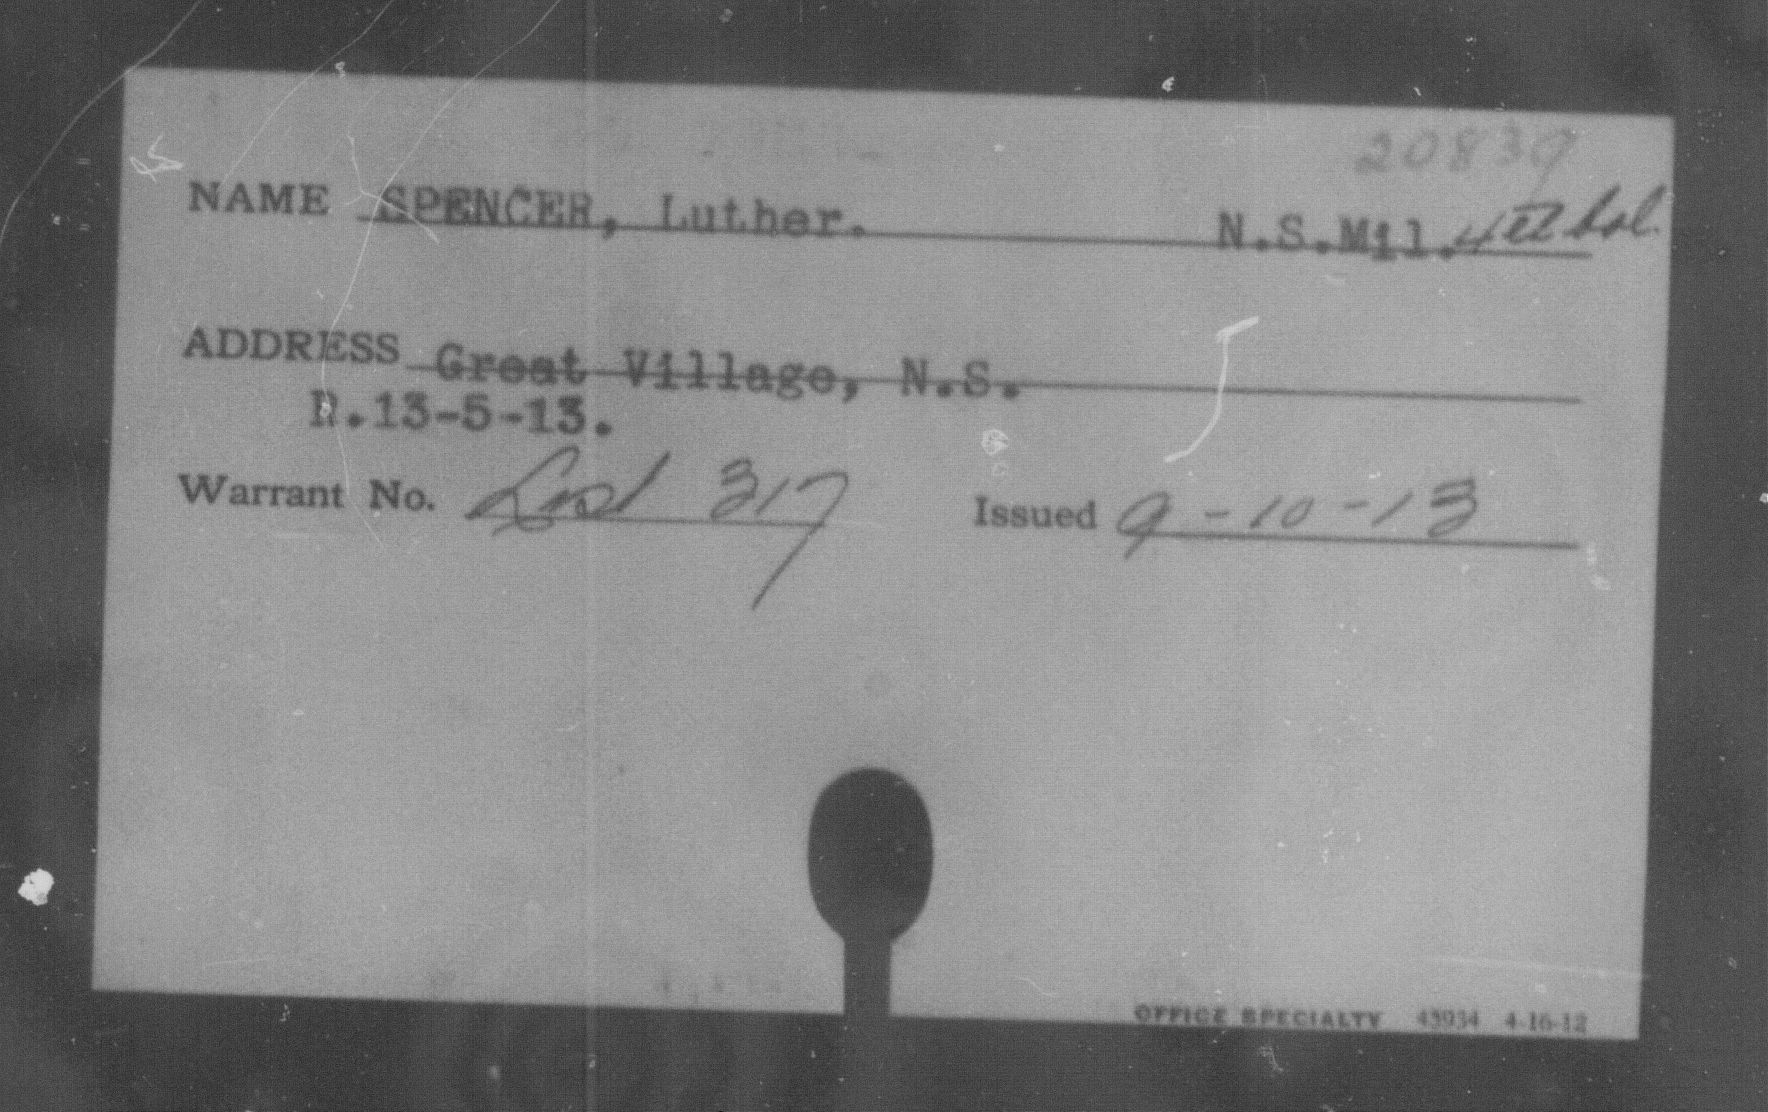 20839
NAME SPENCER, Luther. N.S.Mil.
ADDRESS Great Village, N.S.
R.13-5-13.
Warrant No. List 317 Issued 9-10-13
OFFICE SPECIALTY 43934 4-16-12